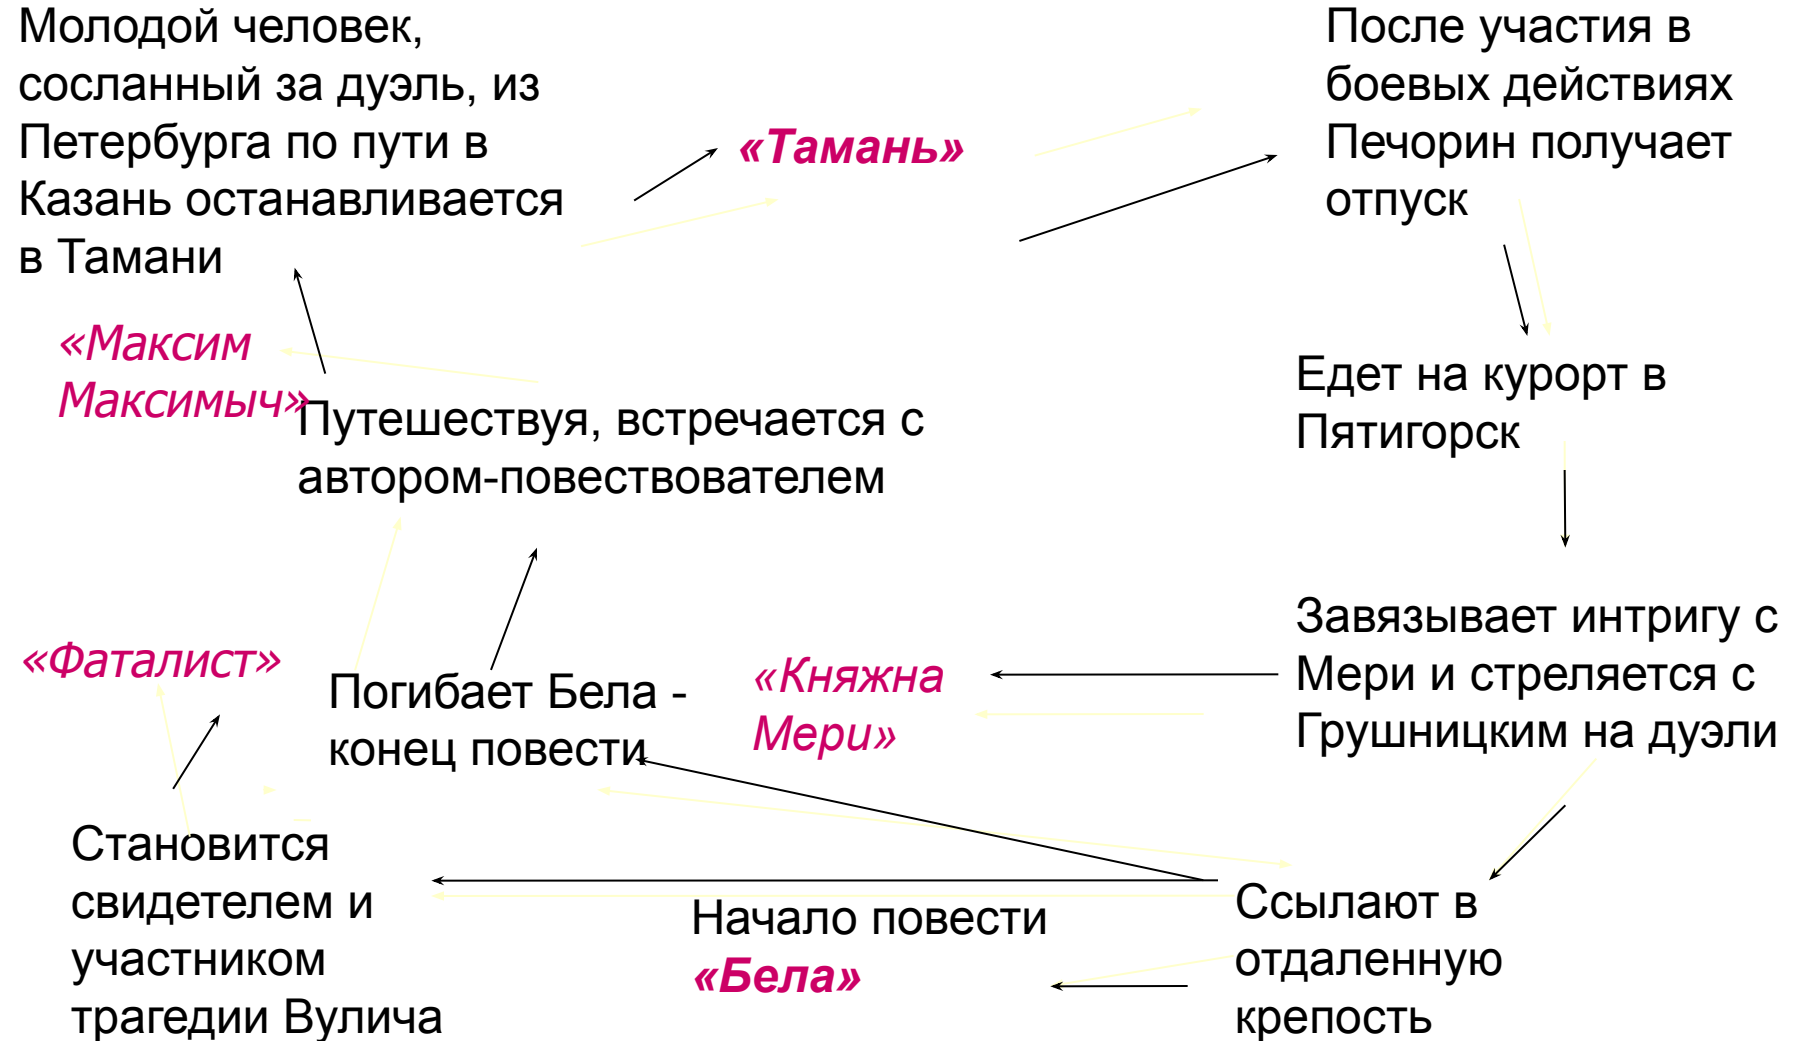 Молодой человек,
сосланный за дуэль, из
Петербурга по пути в
Казань останавливается
в Тамани
«Тамань»
После участия в
боевых действиях
Печорин получает
отпуск
«Максим
Максимыч»
Путешествуя, встречается с
автором-повествователем
Едет на курорт в
Пятигорск
«Фаталист»
Погибает Бела -
конец повести
«Княжна
Мери»
Завязывает интригу с
Мери и стреляется с
Грушницким на дуэли
Становится
свидетелем и
участником
трагедии Вулича
Начало повести
«Бела»
Ссылают в
отдаленную
крепость